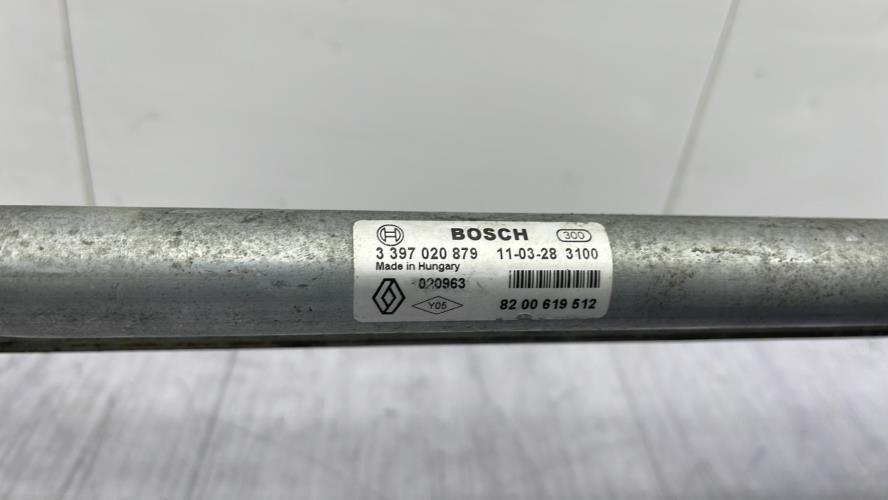 BOSCH 300
3 397 020 879 11-03-28 3100
Made in Hungary
020963
Y05 82 00 619 512